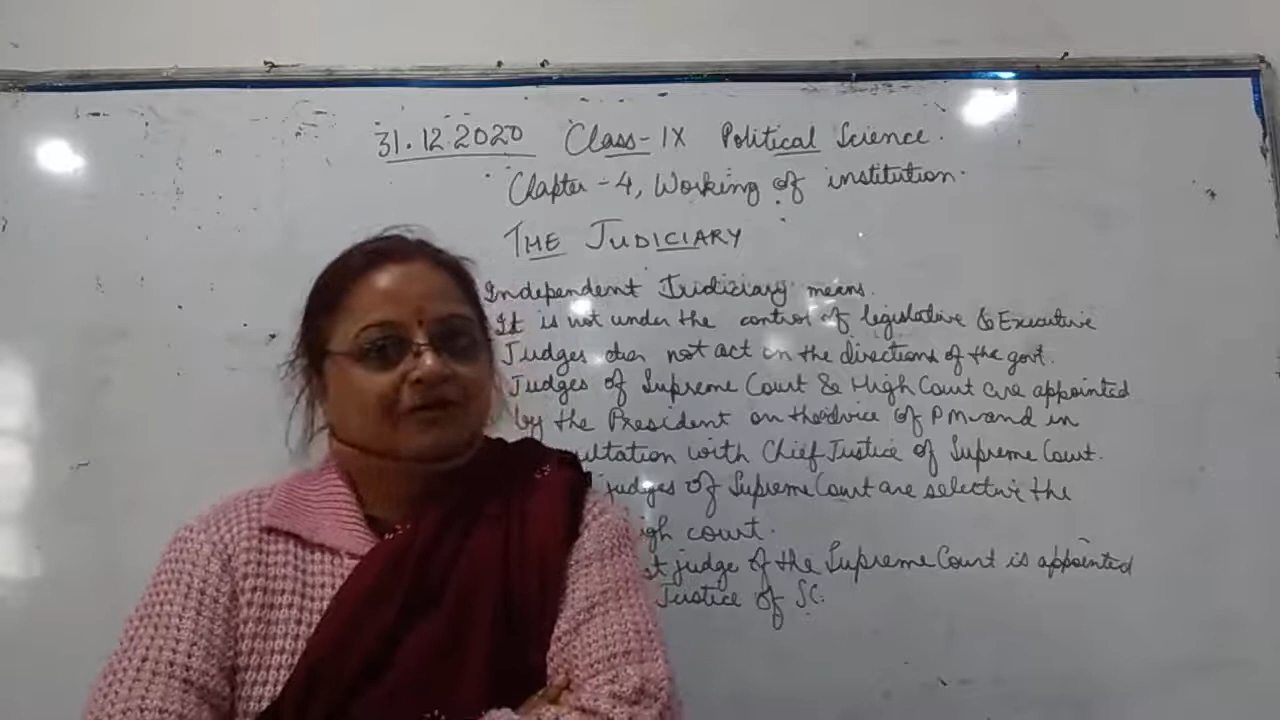 31.12.2020 Class-IX Political Science.
Chapter-4, Working of institution.
THE JUDICIARY
Independent Judiciary means.
It is not under the control of legislative & Executive
Judges not act on the directions of the govt.
Judges of Supreme Court & High Court are appointed
by the President on the advice of PM and in
ultation with Chief Justice of Supreme Court.
judges of Supreme Court are the
igh court.
t judge of the Supreme Court is appointed
Justice of SC.